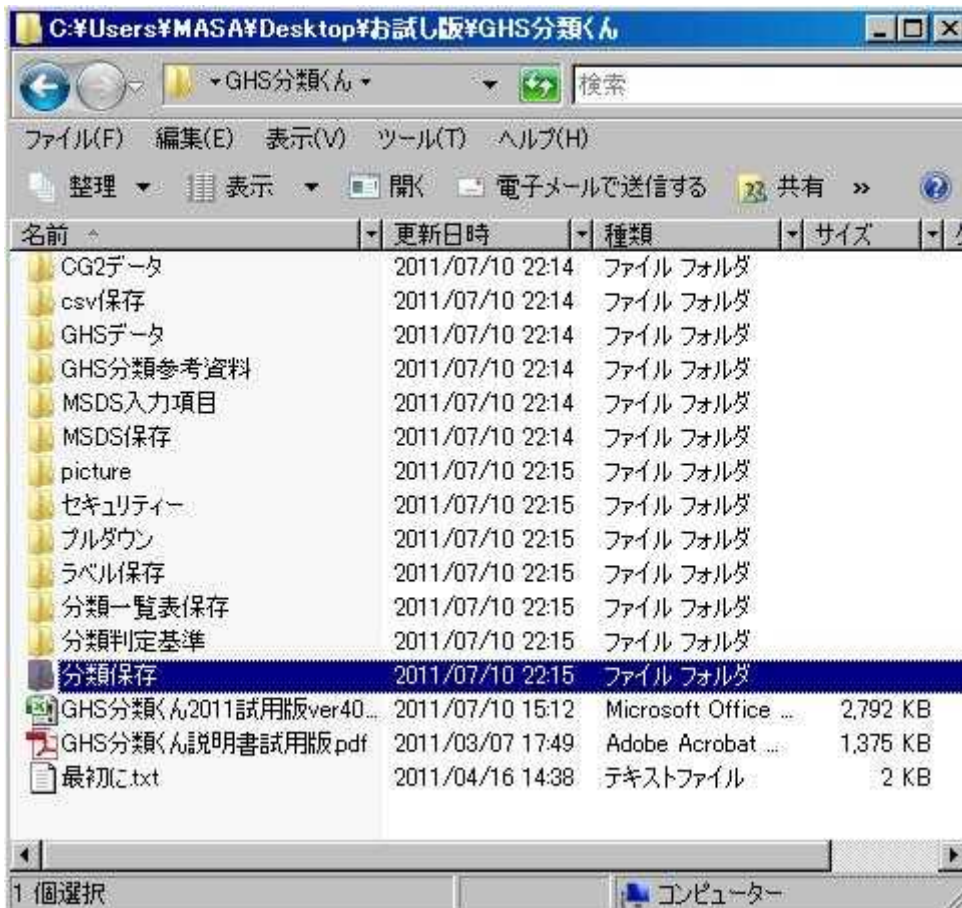 C:¥Users¥MASA¥Desktop¥お試し版¥GHS分類くん
GHS分類くん 検索
ファイル(F) 編集(E) 表示(V) ツール(T) ヘルプ(H)
整理 表示 開く 電子メールで送信する 共有 »
名前 更新日時 種類 サイズ
CG2データ 2011/07/10 22:14 ファイル フォルダ
csv保存 2011/07/10 22:14 ファイル フォルダ
GHSデータ 2011/07/10 22:14 ファイル フォルダ
GHS分類参考資料 2011/07/10 22:14 ファイル フォルダ
MSDS入力項目 2011/07/10 22:14 ファイル フォルダ
MSDS保存 2011/07/10 22:14 ファイル フォルダ
picture 2011/07/10 22:15 ファイル フォルダ
セキュリティー 2011/07/10 22:15 ファイル フォルダ
プルダウン 2011/07/10 22:15 ファイル フォルダ
ラベル保存 2011/07/10 22:15 ファイル フォルダ
分類一覧表保存 2011/07/10 22:15 ファイル フォルダ
分類判定基準 2011/07/10 22:15 ファイル フォルダ
分類保存 2011/07/10 22:15 ファイル フォルダ
GHS分類くん2011試用版ver40... 2011/07/10 15:12 Microsoft Office ... 2,792 KB
GHS分類くん説明書試用版.pdf 2011/03/07 17:49 Adobe Acrobat ... 1,375 KB
最初に.txt 2011/04/16 14:38 テキストファイル 2 KB
1 個選択 コンピューター